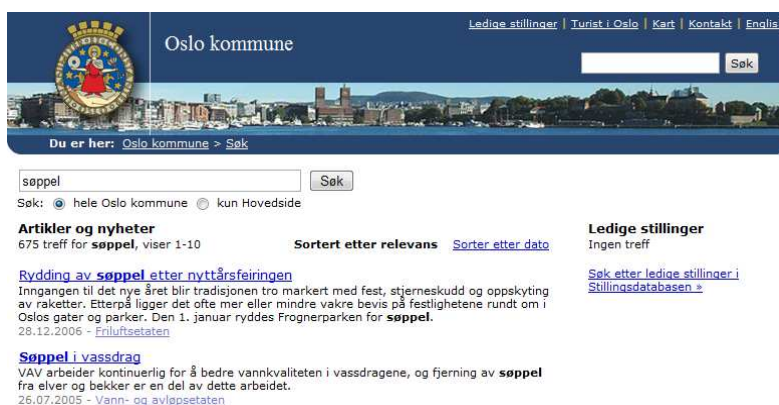 Ledige stillinger | Turist i Oslo | Kart | Kontakt | Englis
Oslo kommune
Søk
Du er her: Oslo kommune > Søk
søppel Søk
Søk: hele Oslo kommune kun Hovedside
Artikler og nyheter
675 treff for søppel, viser 1-10 Sortert etter relevans Sorter etter dato
Rydding av søppel etter nyttårsfeiringen
Inngangen til det nye året blir tradisjonen tro markert med fest, stjerneskudd og oppskyting
av raketter. Etterpå ligger det ofte mer eller mindre vakre bevis på festlighetene rundt om i
Oslos gater og parker. Den 1. januar ryddes Frognerparken for søppel.
28.12.2006 - Friluftsetaten
Søppel i vassdrag
VAV arbeider kontinuerlig for å bedre vannkvaliteten i vassdragene, og fjerning av søppel
fra elver og bekker er en del av dette arbeidet.
26.07.2005 - Vann- og avløpsetaten
Ledige stillinger
Ingen treff
Søk etter ledige stillinger i
Stillingsdatabasen »